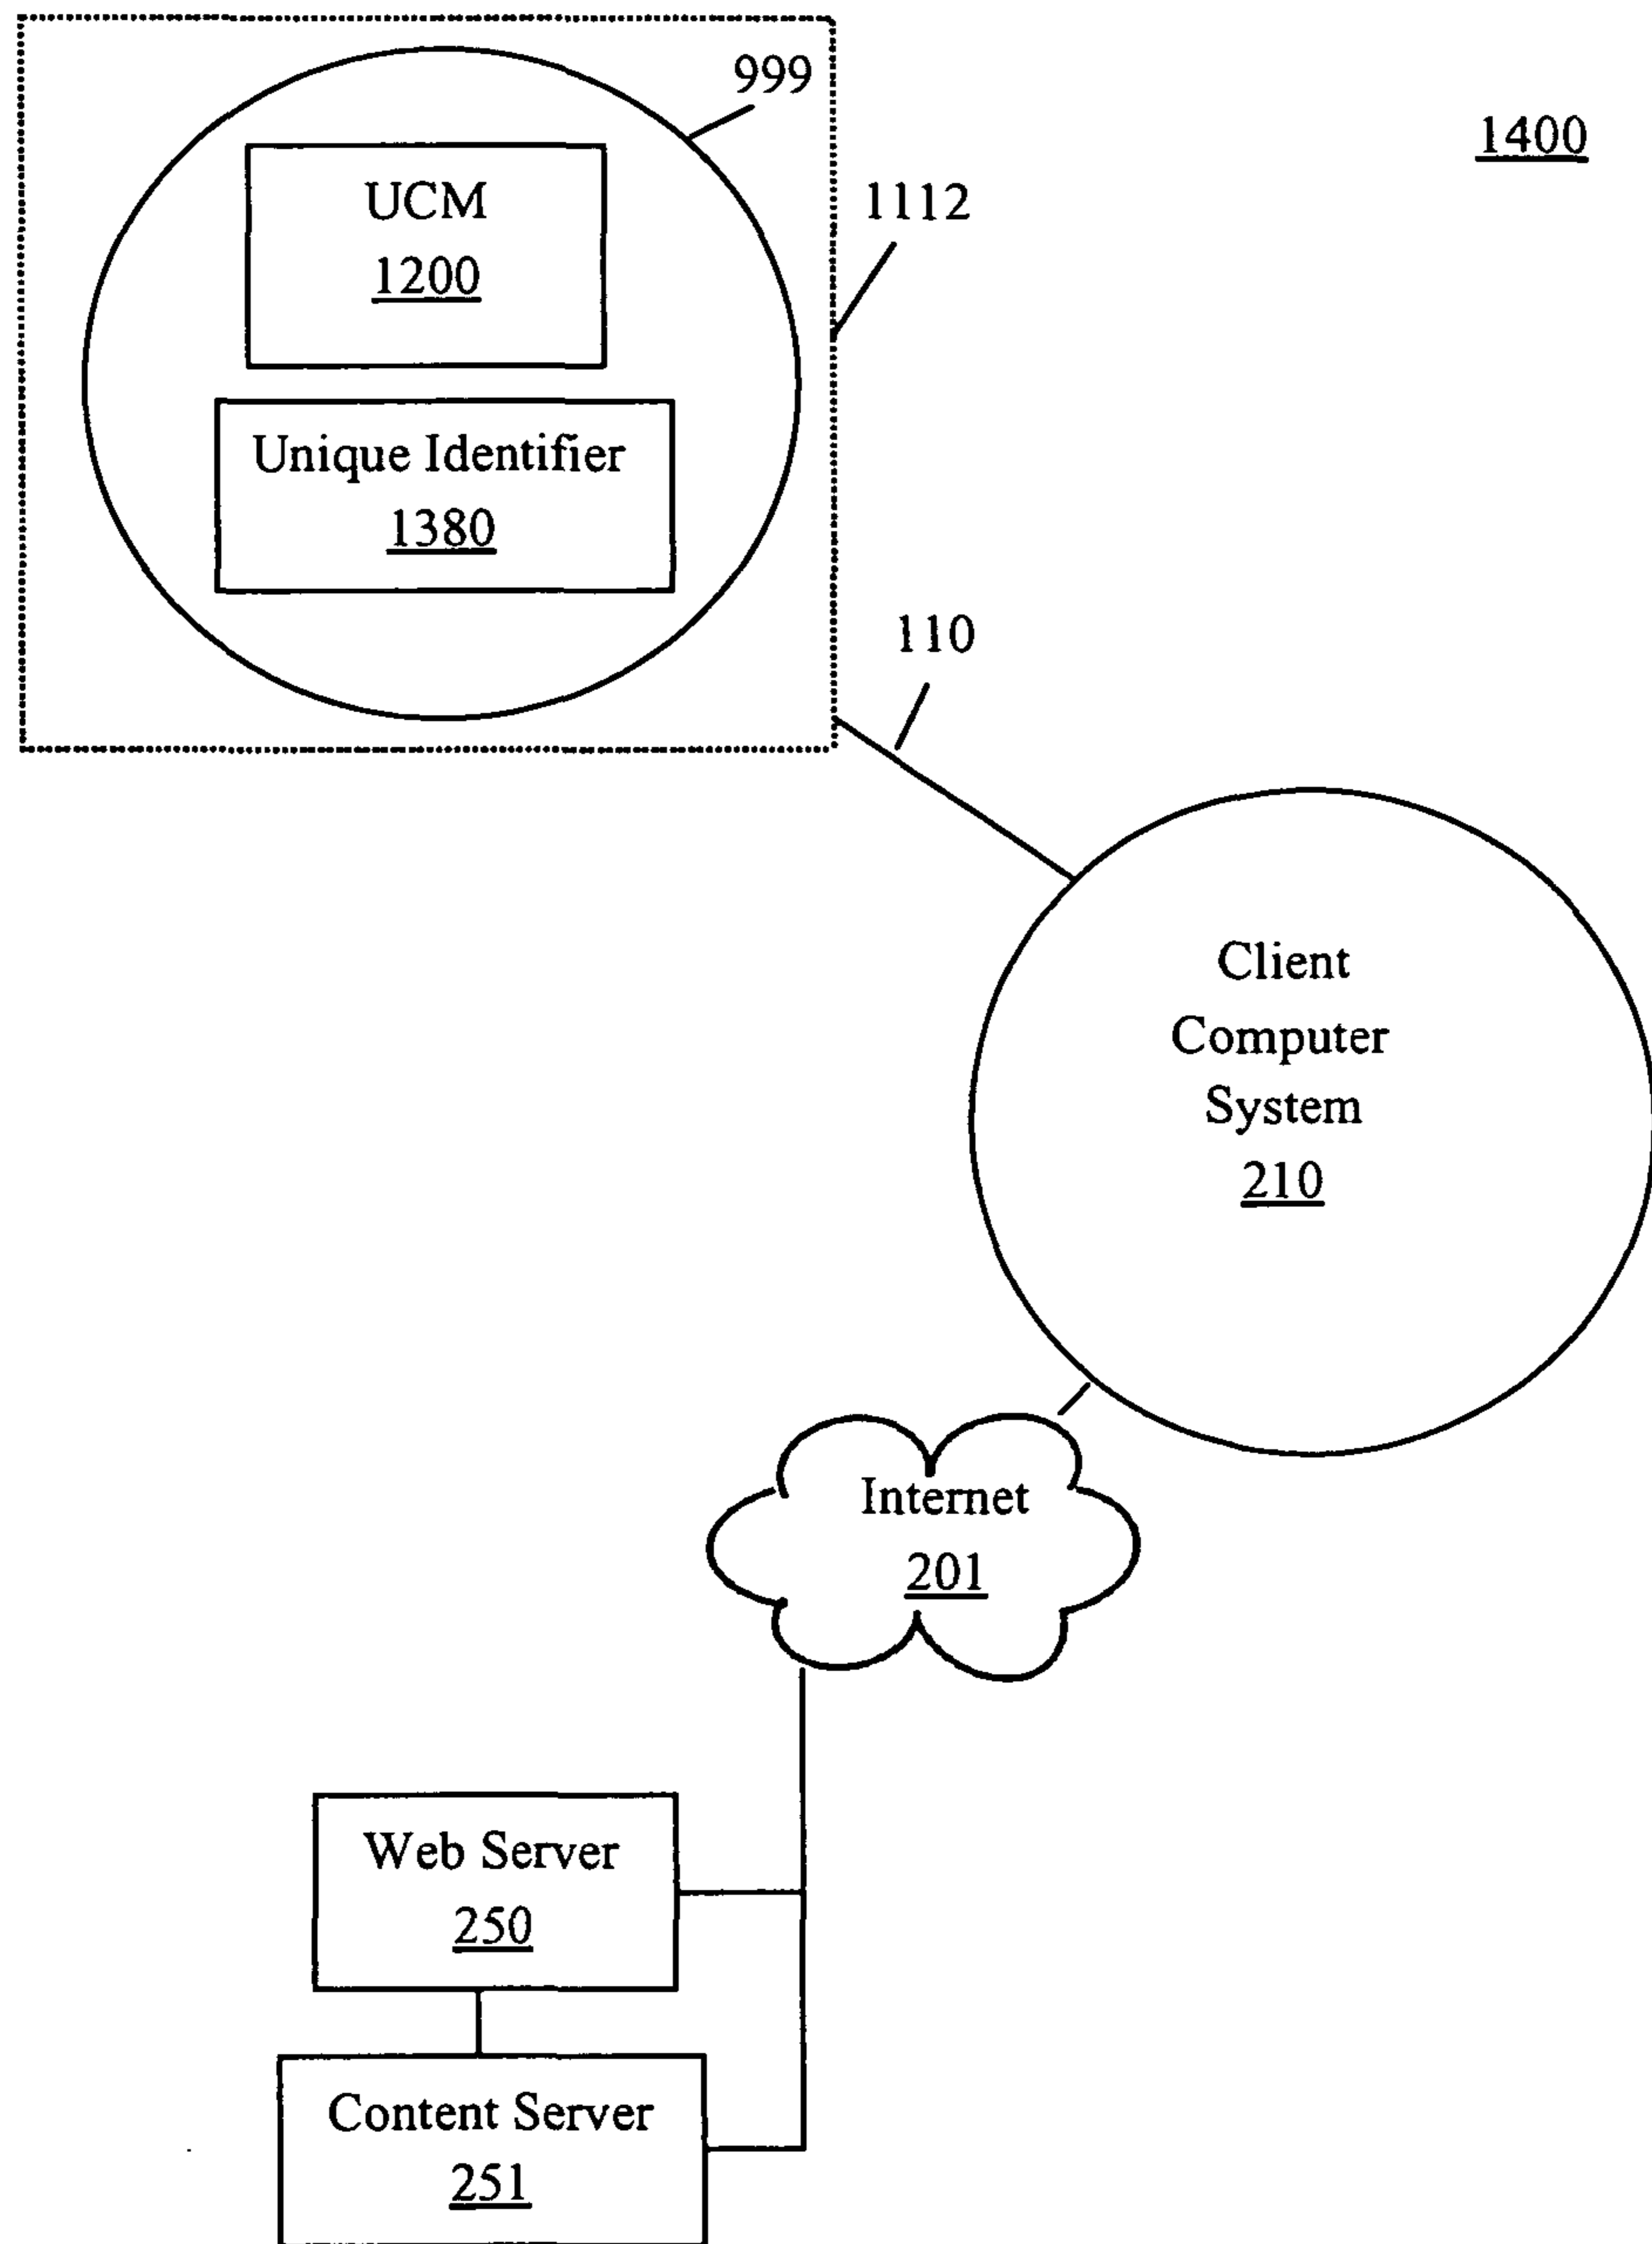 999
1400
UCM
1200
1112
Unique Identifier
1380
110
Client
Computer
System
210
Internet
201
Web Server
250
Content Server
251